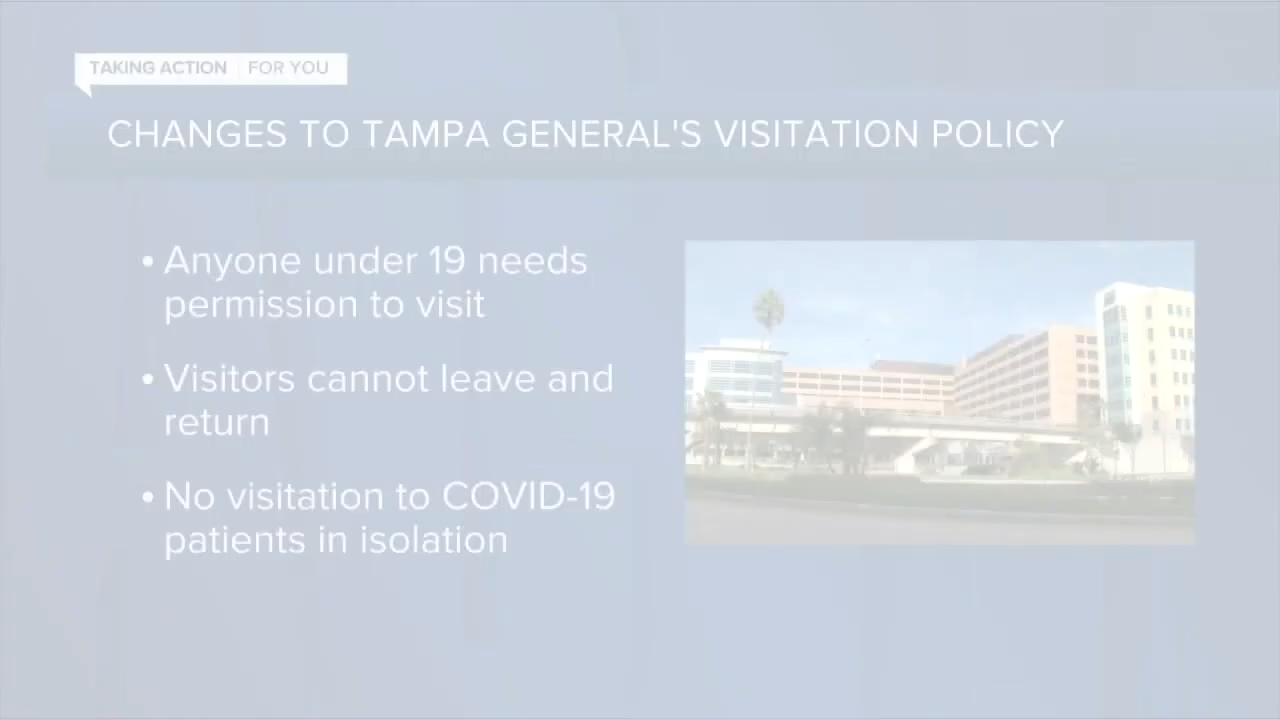 TAKING ACTION FOR YOU
CHANGES TO TAMPA GENERAL'S VISITATION POLICY
• Anyone under 19 needs
permission to visit
• Visitors cannot leave and
return
• No visitation to COVID-19
patients in isolation